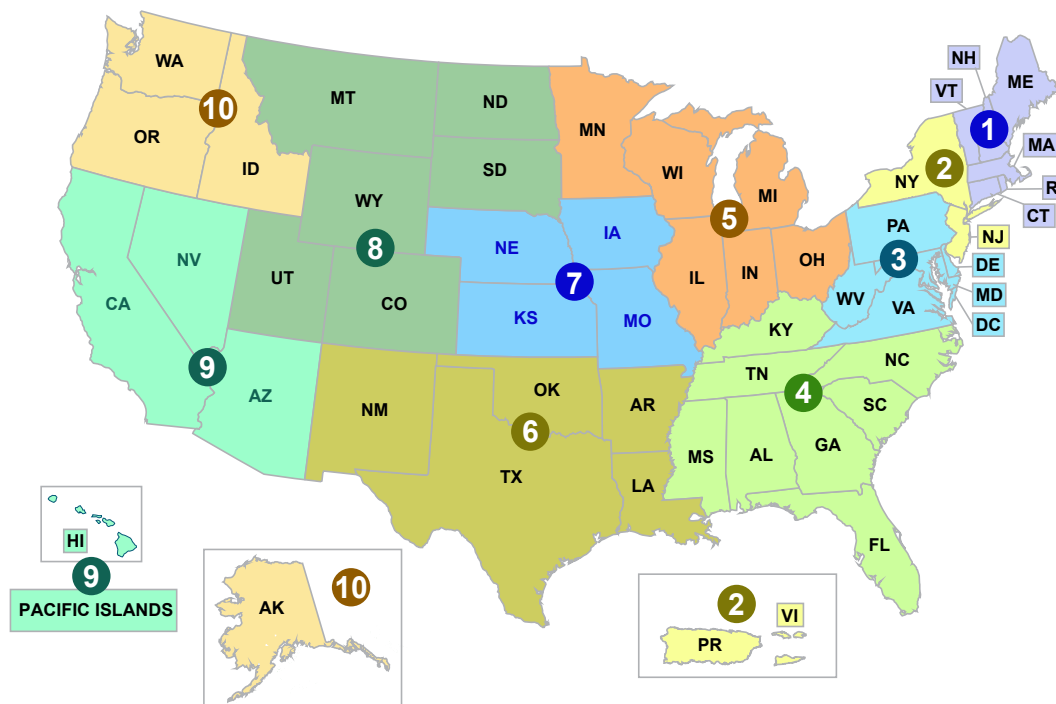 NH
ME
WA
VT
MT
ND
10
MN
1
OR
MA
SD
WI
2
ID
NY
R
MI
WY
CT
5
PA
IA
NJ
8
NE
NV
3
OH
DE
UT
IL
IN
CA
7
WV
MD
CO
VA
KS
MO
DC
KY
NC
9
TN
OK
4
AZ
NM
AR
SC
6
GA
MS
AL
TX
LA
HI
FL
9
10
2
PACIFIC ISLANDS
AK
VI
PR